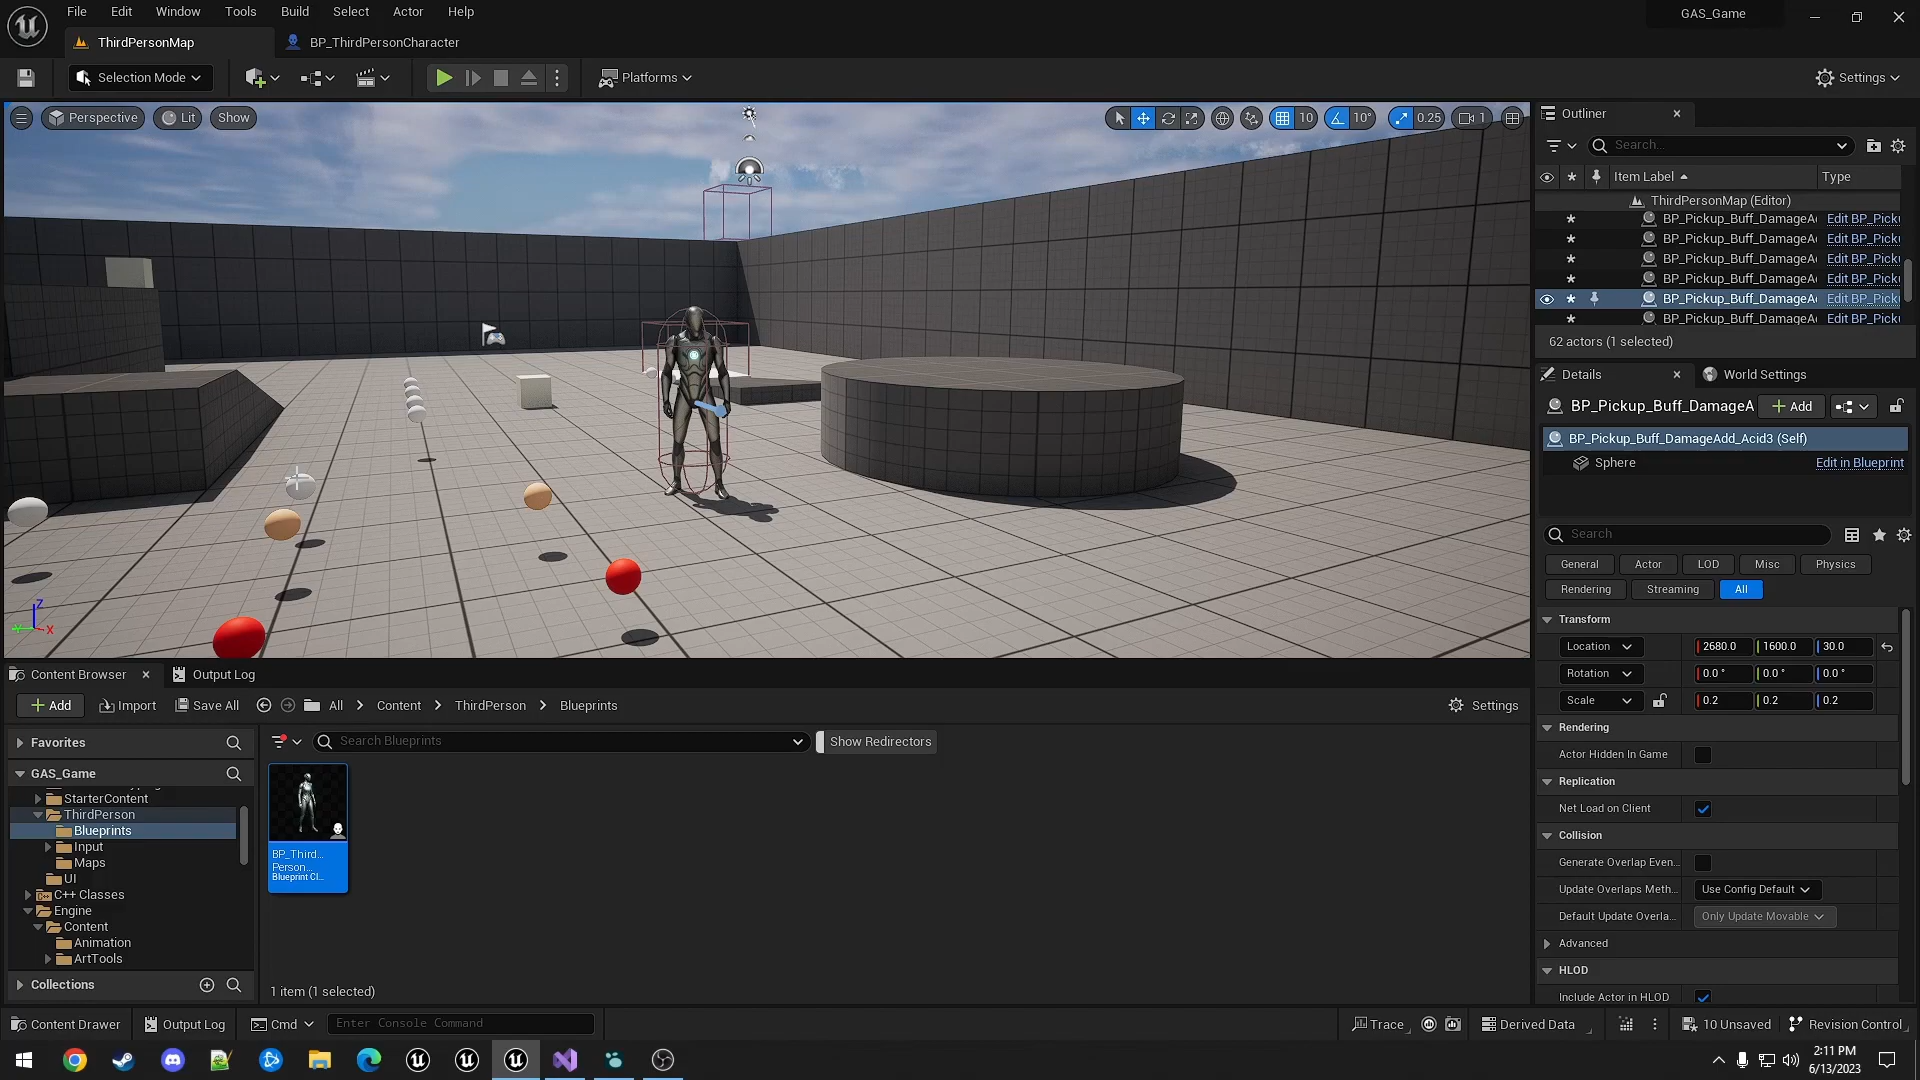 File Edit Window Tools Build Select Actor Help
GAS_Game
ThirdPersonMap
BP_ThirdPersonCharacter
Selection Mode
Platforms
Settings
Perspective
Lit
Show
10
10°
0.25
1
Outliner
Search...
Item Label
Type
ThirdPersonMap (Editor)
BP_Pickup_Buff_DamageA Edit BP_Picku
BP_Pickup_Buff_DamageA Edit BP_Picku
BP_Pickup_Buff_DamageA Edit BP_Picku
BP_Pickup_Buff_DamageA Edit BP_Picku
BP_Pickup_Buff_DamageA Edit BP_Picku
BP_Pickup_Buff_DamageA Edit BP_Picku
62 actors (1 selected)
Details
World Settings
BP_Pickup_Buff_DamageA
Add
BP_Pickup_Buff_DamageAdd_Acid3 (Self)
Sphere
Edit in Blueprint
Search
General Actor LOD Misc Physics
Rendering Streaming All
Transform
Location 2680.0 1600.0 30.0
Rotation 0.0 ° 0.0 ° 0.0 °
Scale 0.2 0.2 0.2
Rendering
Actor Hidden In Game
Replication
Net Load on Client
Collision
Generate Overlap Even...
Update Overlaps Meth... Use Config Default
Default Update Overla... Only Update Movable
Advanced
HLOD
Include Actor in HLOD
Z
Y
X
Content Browser
Output Log
Add
Import
Save All
All > Content > ThirdPerson > Blueprints
Settings
Favorites
Search Blueprints
Show Redirectors
GAS_Game
StarterContent
ThirdPerson
Blueprints
Input
Maps
UI
C++ Classes
Engine
Content
Animation
ArtTools
Collections
BP_Third...
Person...
Blueprint Cl...
1 item (1 selected)
Content Drawer
Output Log
Cmd
Enter Console Command
Trace
Derived Data
10 Unsaved
Revision Control
2:11 PM
6/13/2023